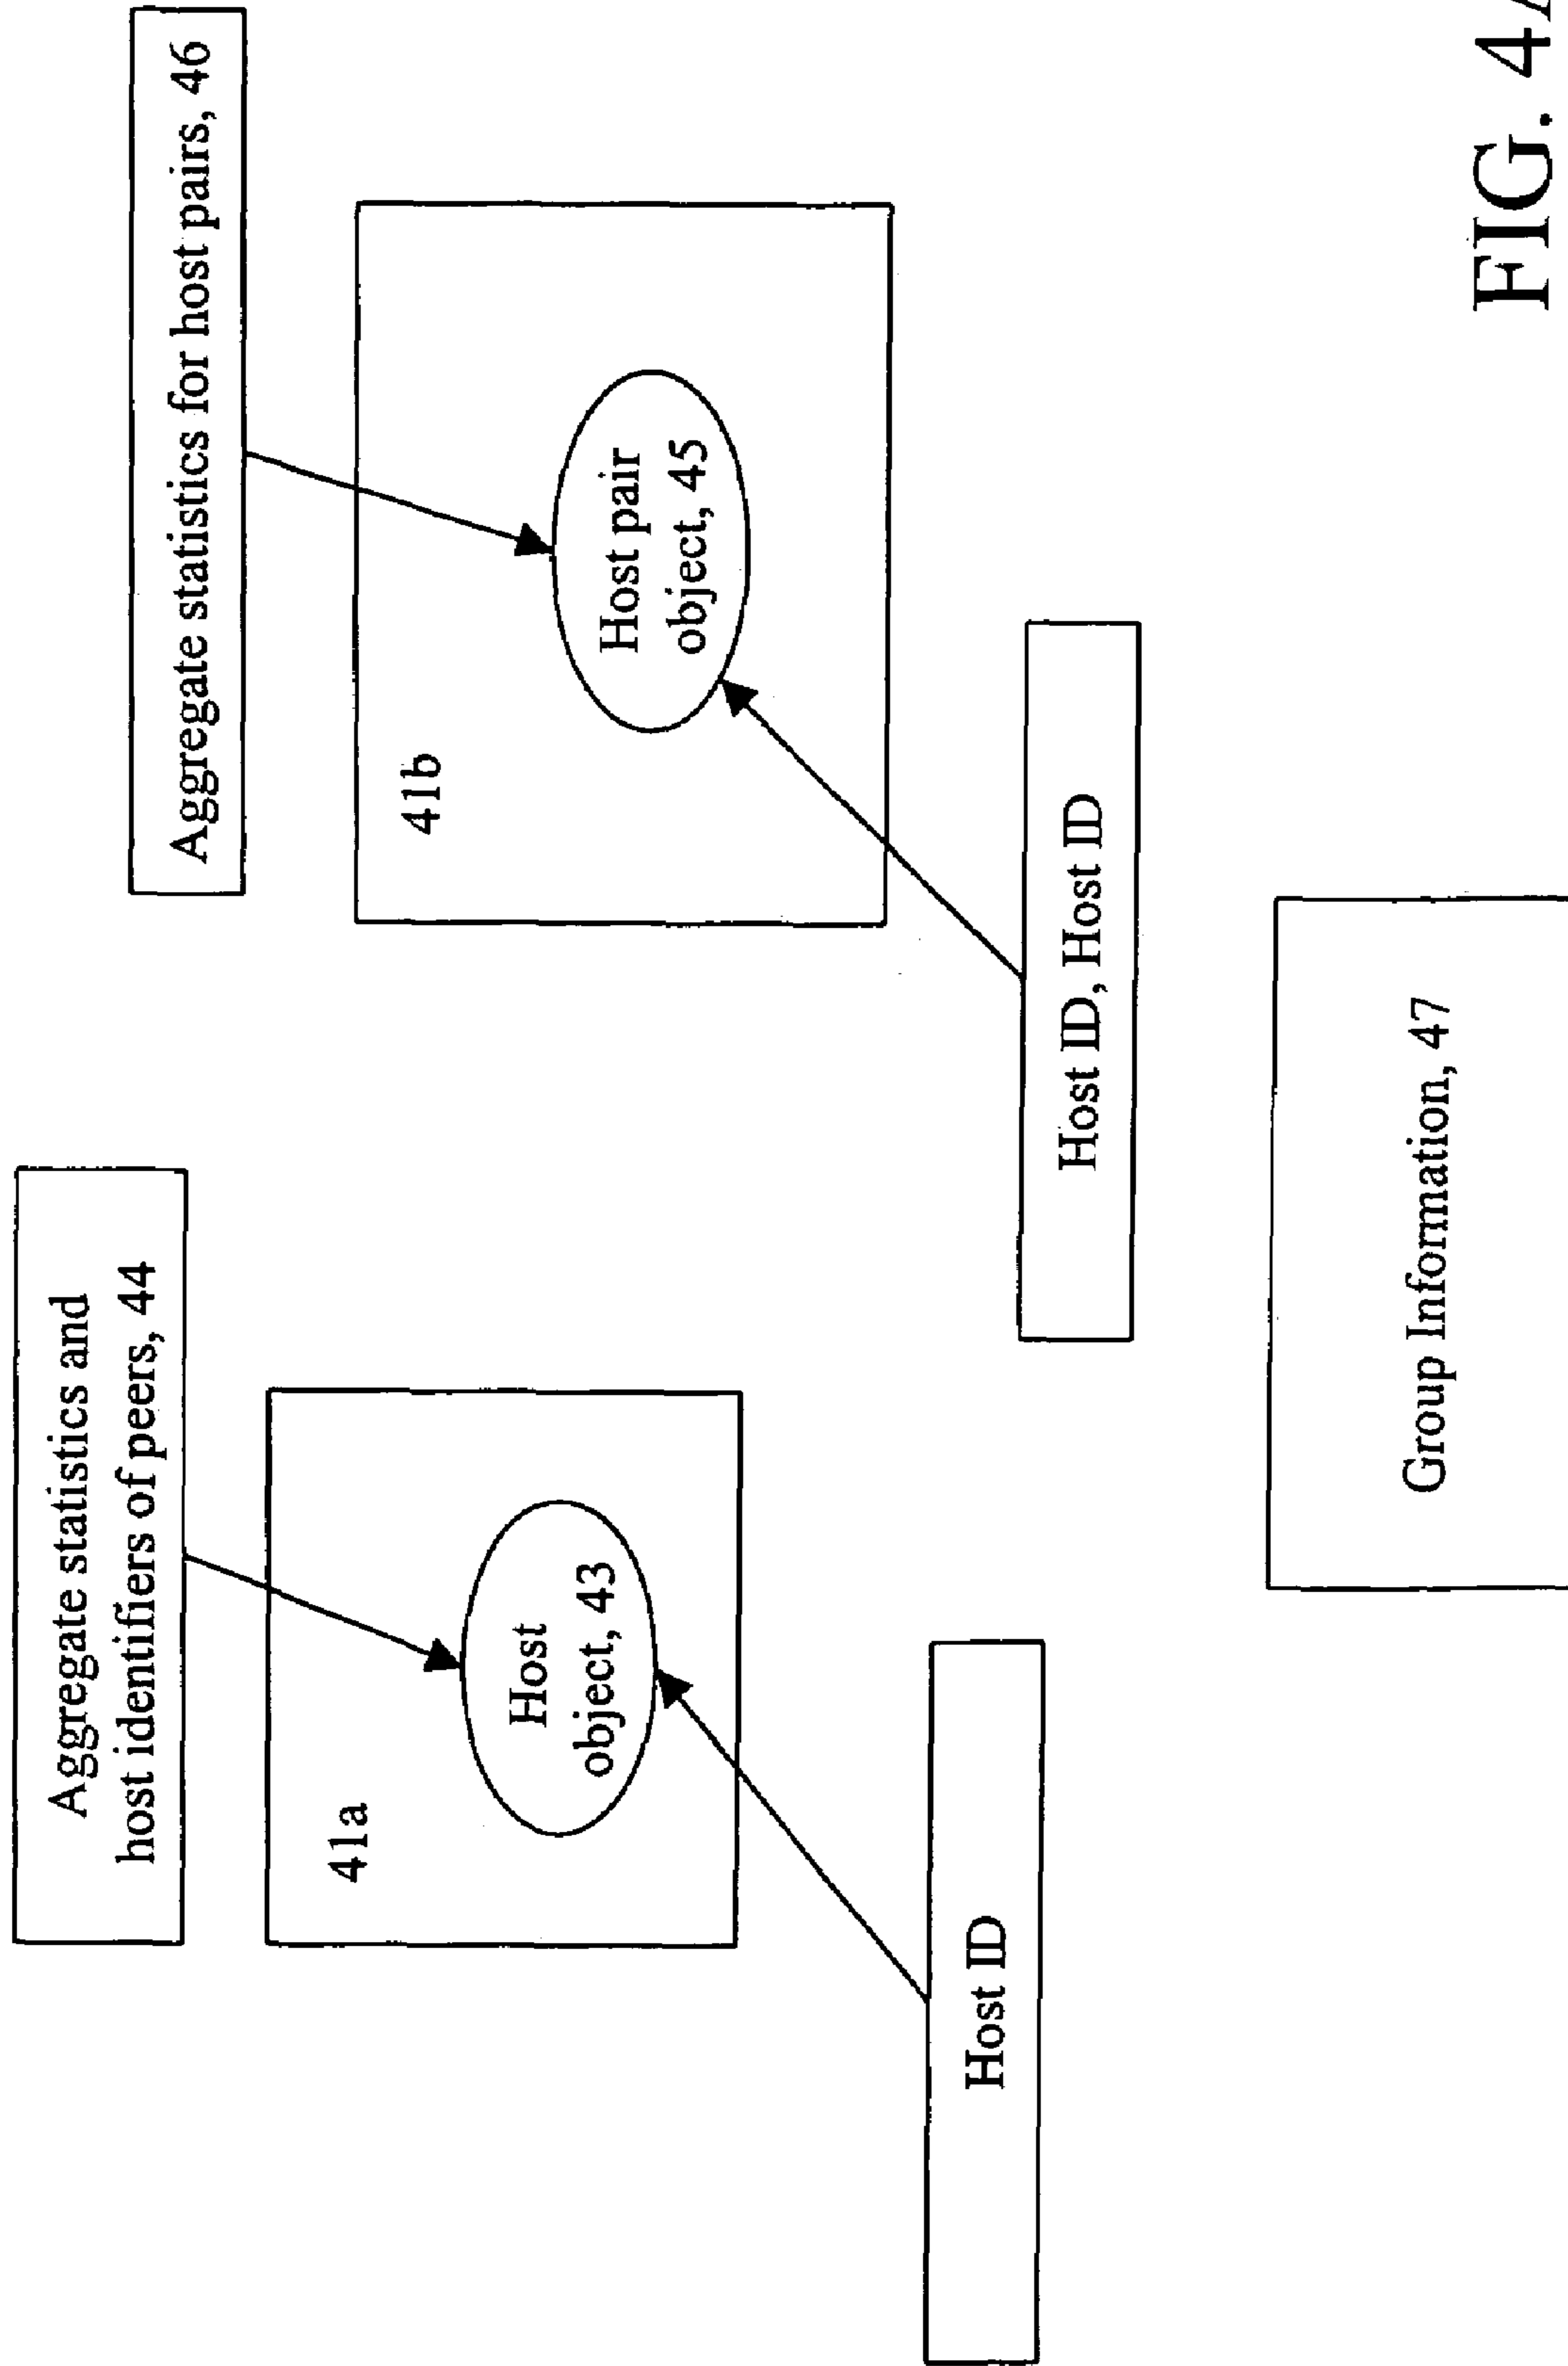 Aggregate statistics and
host identifiers of peers, 44
41a
Host
object, 43
Host ID
Aggregate statistics for host pairs, 46
41b
Host pair
object, 45
Host ID, Host ID
Group Information, 47
FIG. 4A